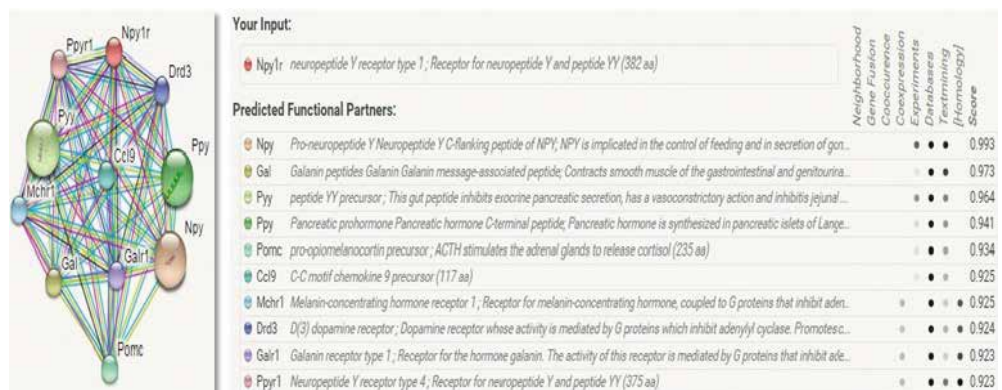 Npy1r
Ppyr1
Drd3
Pyy
Ccl9
Ppy
Mchr1
Npy
Gal
Galr1
Pomc
Your Input:
Npy1r neuropeptide Y receptor type 1; Receptor for neuropeptide Y and peptide YY (382 aa)
Neighborhood
Gene Fusion
Cooccurence
Coexpression
Experiments
Databases
Textmining
[Homology]
Score
Predicted Functional Partners:
Npy Pro-neuropeptide Y Neuropeptide Y C-flanking peptide of NPY; NPY is implicated in the control of feeding and in secretion of gon... 0.993
Gal Galanin peptides Galanin Galanin message-associated peptide; Contracts smooth muscle of the gastrointestinal and genitourina... 0.973
Pyy peptide YY precursor; This gut peptide inhibits exocrine pancreatic secretion, has a vasoconstrictory action and inhibitis jejunal ... 0.964
Ppy Pancreatic prohormone Pancreatic hormone C-terminal peptide; Pancreatic hormone is synthesized in pancreatic islets of Lange... 0.941
Pomc pro-opiomelanocortin precursor; ACTH stimulates the adrenal glands to release cortisol (235 aa) 0.934
Ccl9 C-C motif chemokine 9 precursor (117 aa) 0.925
Mchr1 Melanin-concentrating hormone receptor 1; Receptor for melanin-concentrating hormone, coupled to G proteins that inhibit aden... 0.925
Drd3 D(3) dopamine receptor; Dopamine receptor whose activity is mediated by G proteins which inhibit adenylyl cyclase. Promotes c... 0.924
Galr1 Galanin receptor type 1; Receptor for the hormone galanin. The activity of this receptor is mediated by G proteins that inhibit ade... 0.923
Ppyr1 Neuropeptide Y receptor type 4; Receptor for neuropeptide Y and peptide YY (375 aa) 0.923